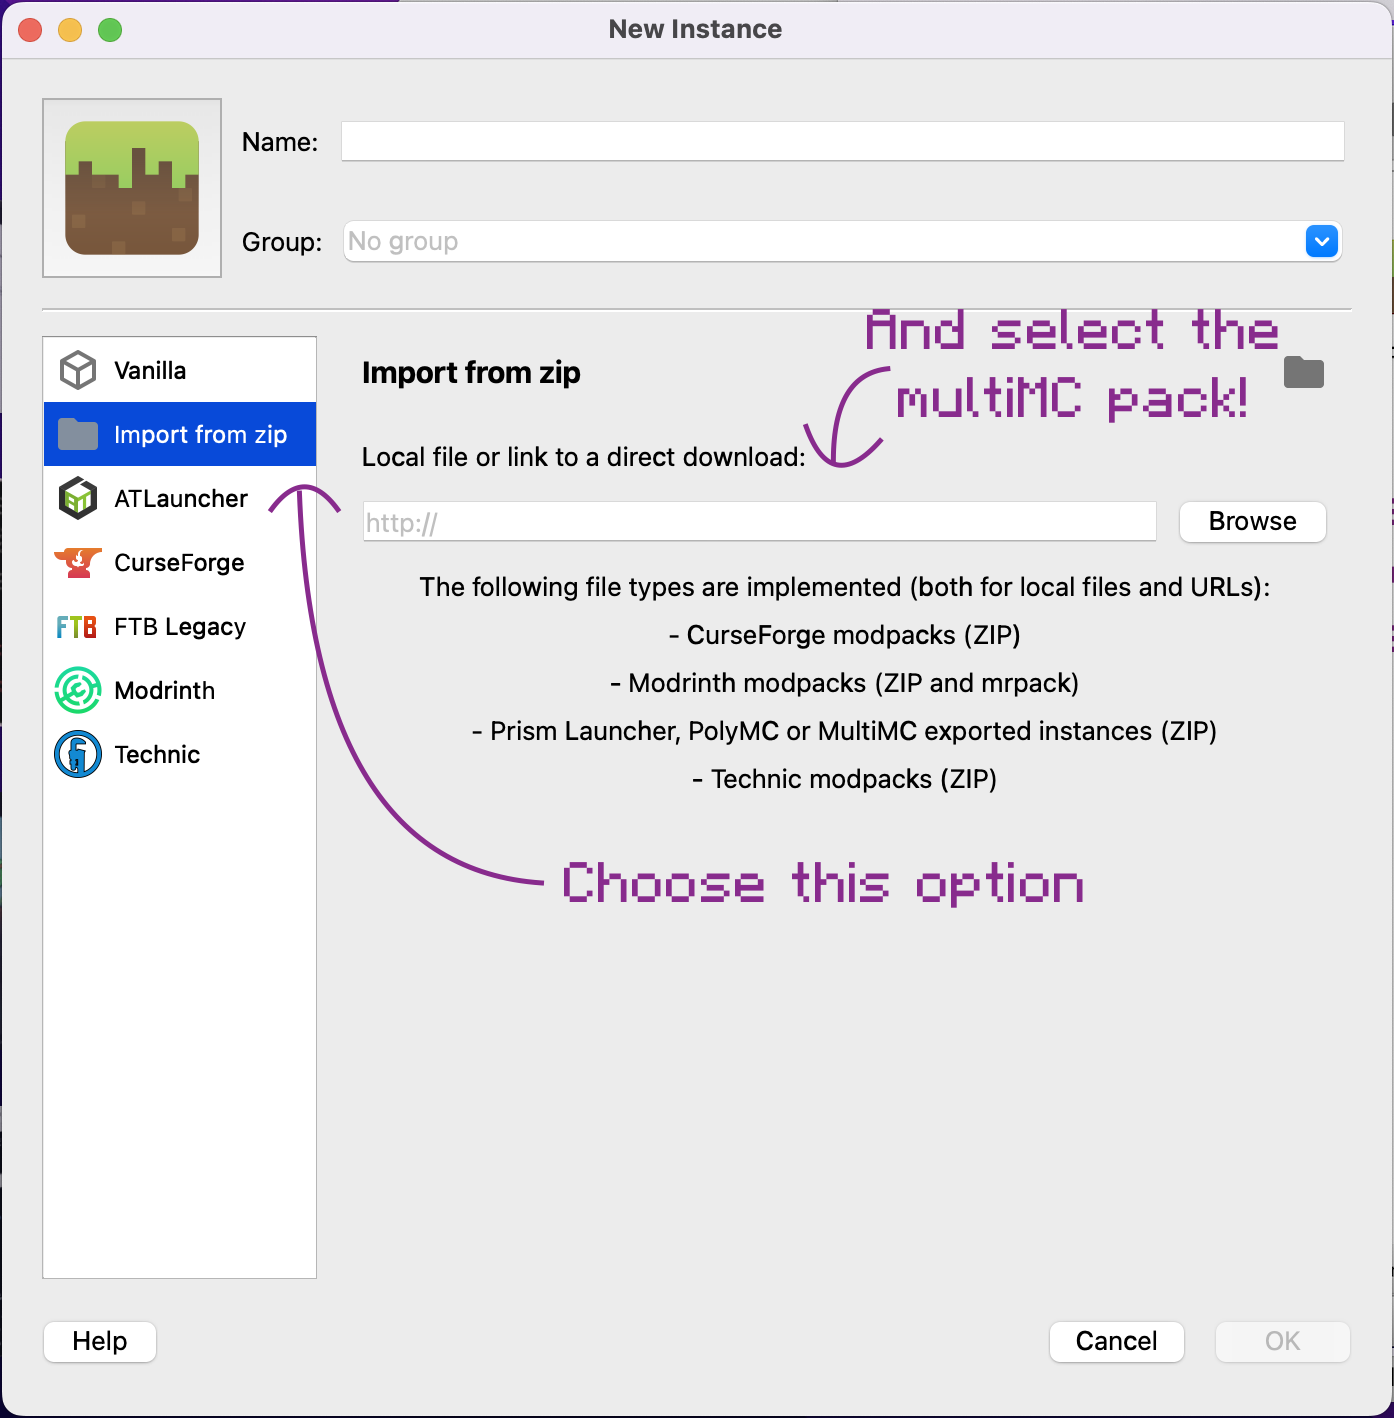 New Instance
Name:
Group:
No group
And select the
multiMC pack!
Vanilla
Import from zip
ATLauncher
CurseForge
FTB Legacy
Modrinth
Technic
Import from zip
Local file or link to a direct download:
http://
Browse
The following file types are implemented (both for local files and URLs):
- CurseForge modpacks (ZIP)
- Modrinth modpacks (ZIP and mrpack)
- Prism Launcher, PolyMC or MultiMC exported instances (ZIP)
- Technic modpacks (ZIP)
Choose this option
Help
Cancel
OK